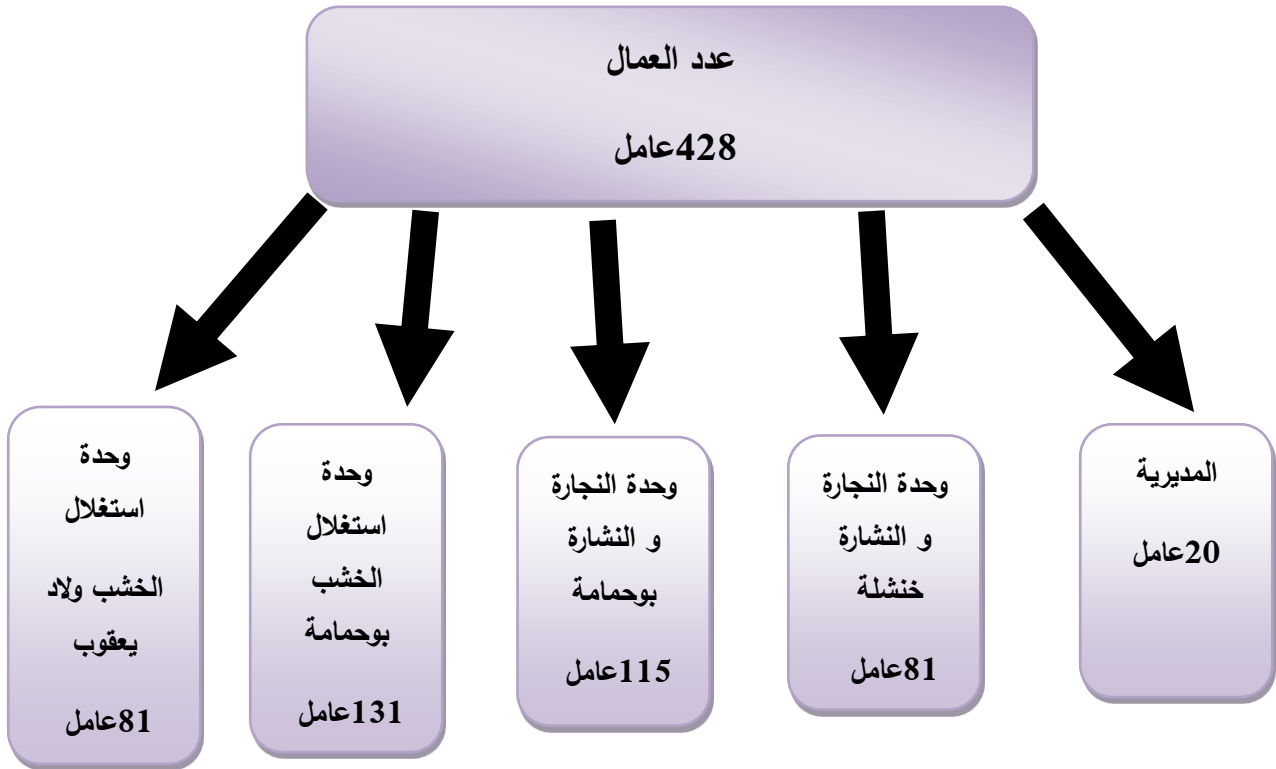 عدد العمال
428عامل
المديرية
20عامل
وحدة النجارة
و النشارة
خنشلة
81عامل
وحدة النجارة
و النشارة
بوحمامة
115عامل
وحدة
استغلال
الخشب
بوحمامة
131عامل
وحدة
استغلال
الخشب ولاد
يعقوب
81عامل